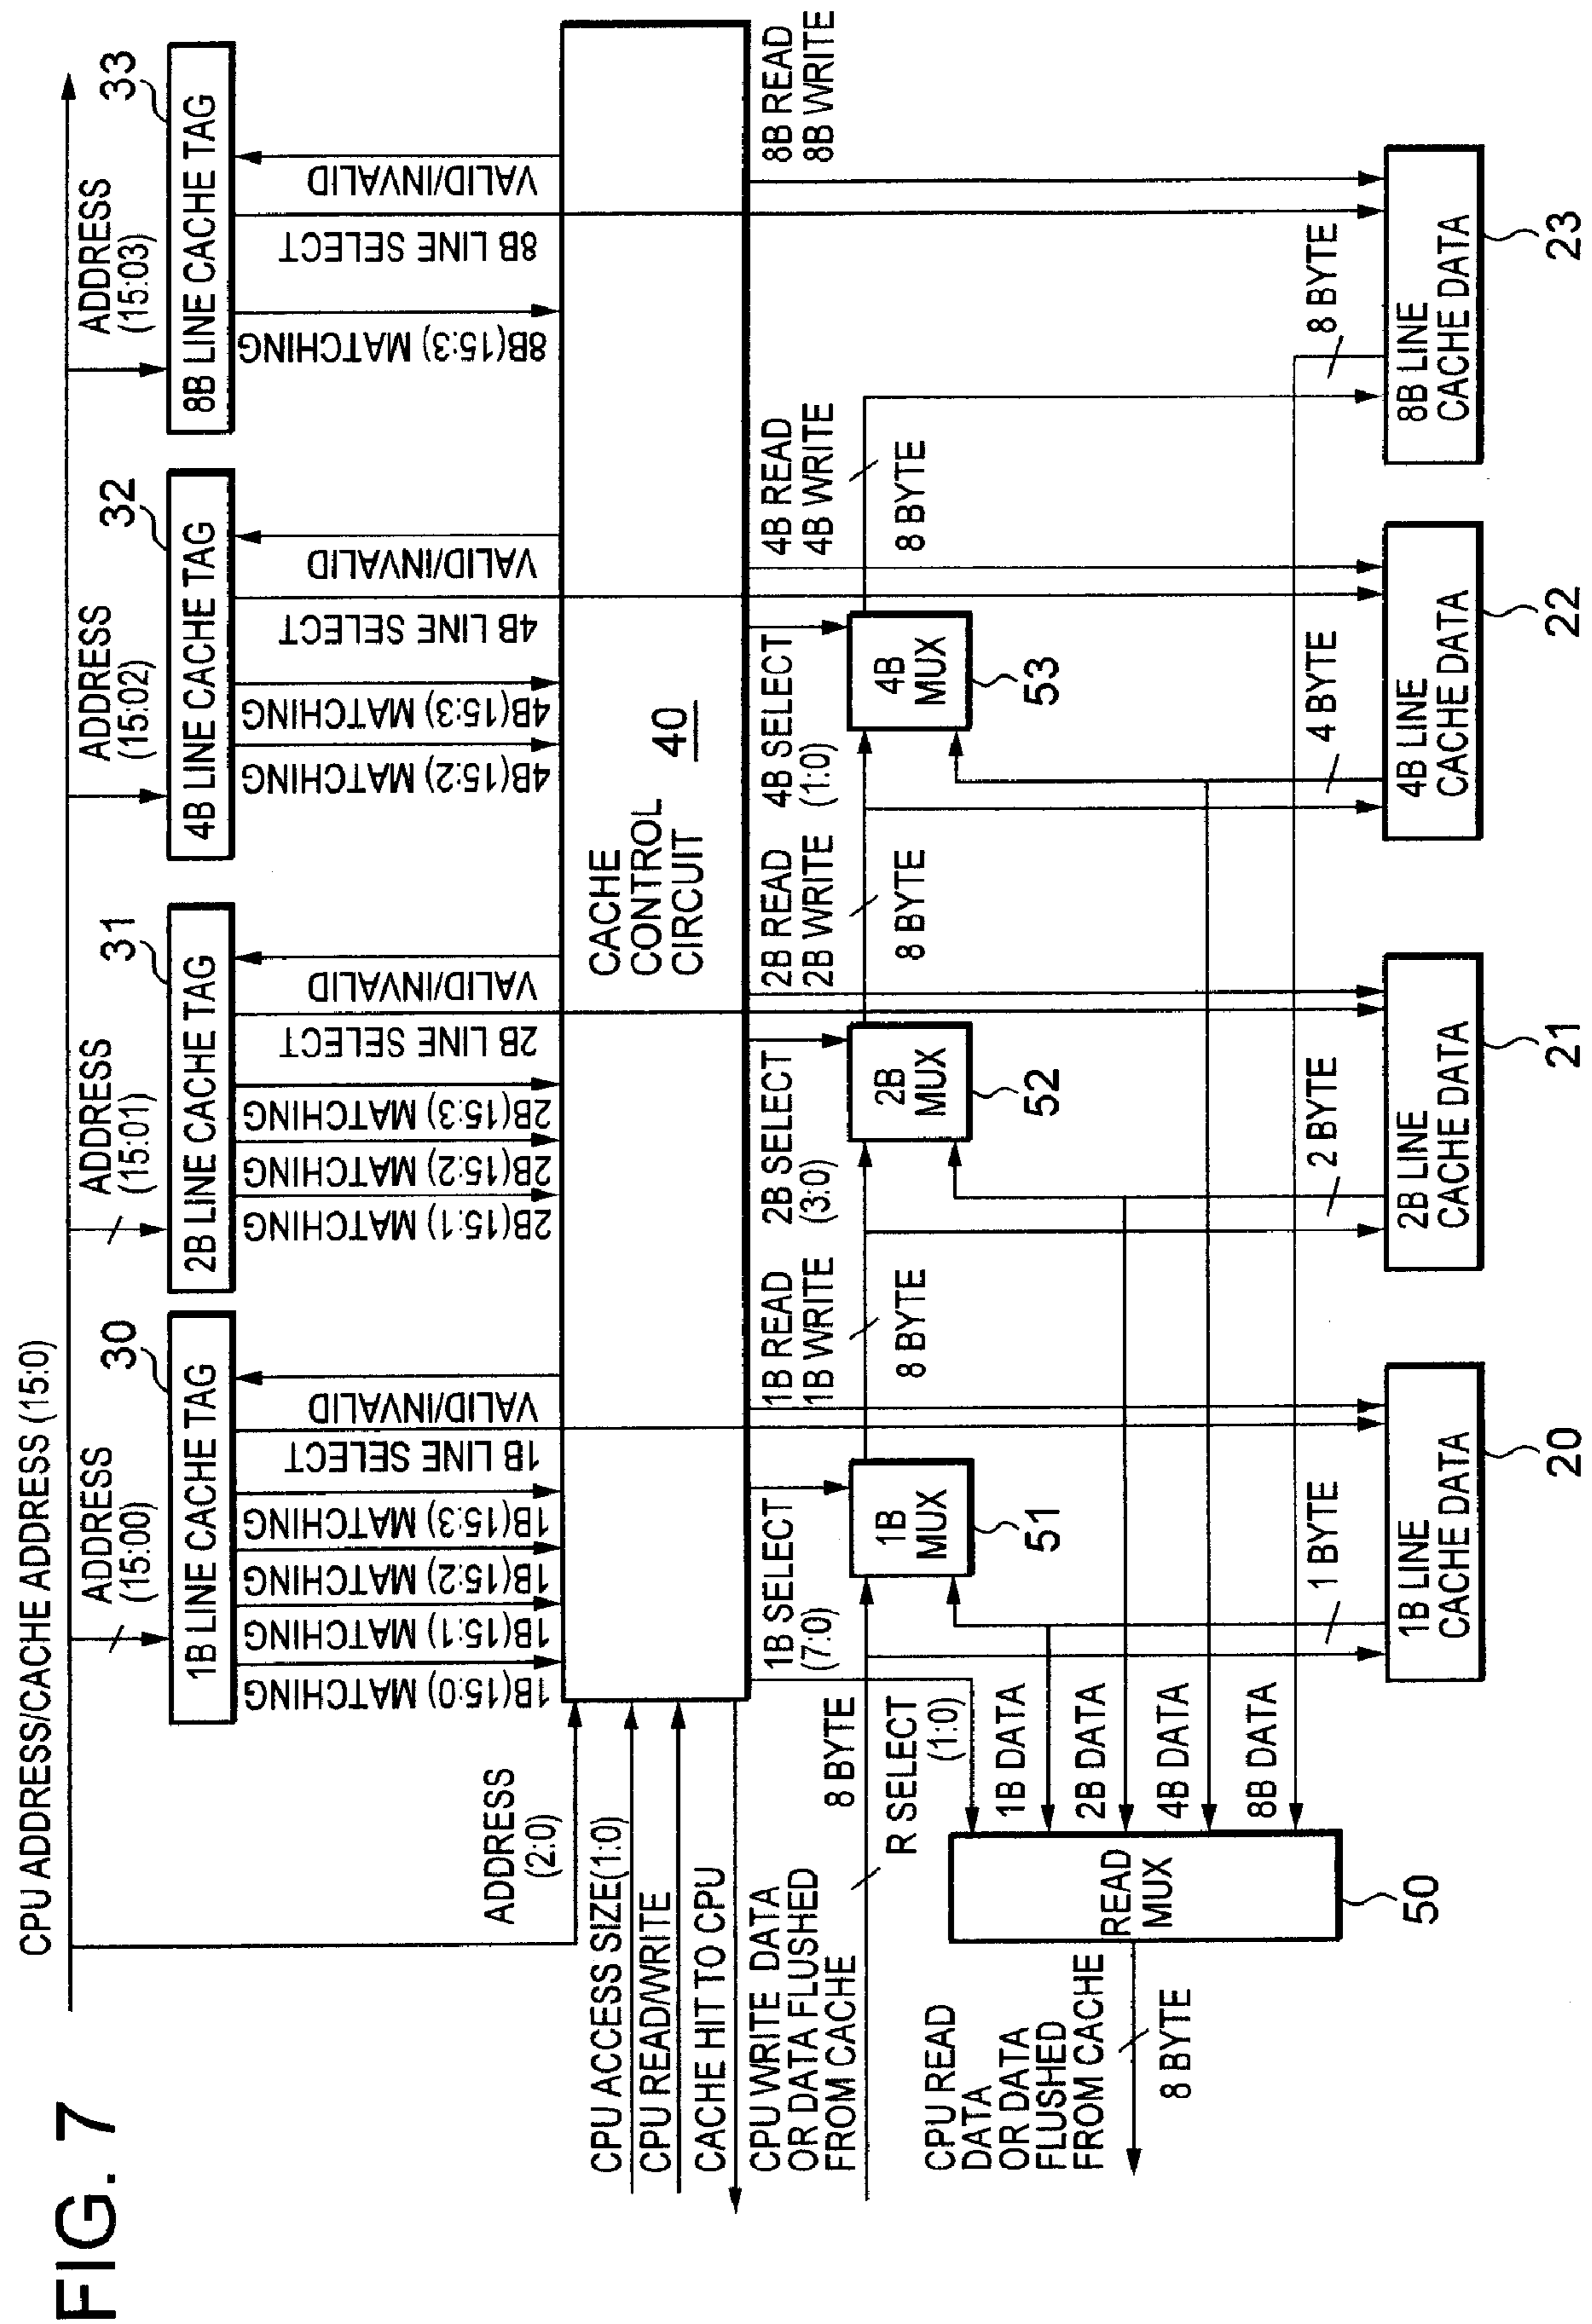 FIG. 7
CPU ADDRESS/CACHE ADDRESS (15:0)
ADDRESS
(15:00)
30
1B LINE CACHE TAG
ADDRESS
(15:01)
31
2B LINE CACHE TAG
ADDRESS
(15:02)
32
4B LINE CACHE TAG
ADDRESS
(15:03)
33
8B LINE CACHE TAG
1B(15:0) MATCHING
1B(15:1) MATCHING
1B(15:2) MATCHING
1B(15:3) MATCHING
1B LINE SELECT
VALID/INVALID
2B(15:1) MATCHING
2B(15:2) MATCHING
2B(15:3) MATCHING
2B LINE SELECT
VALID/INVALID
4B(15:2) MATCHING
4B(15:3) MATCHING
4B LINE SELECT
VALID/INVALID
8B(15:3) MATCHING
8B LINE SELECT
VALID/INVALID
ADDRESS
(2:0)
CPU ACCESS SIZE(1:0)
CPU READ/WRITE
CACHE HIT TO CPU
CACHE
CONTROL
CIRCUIT
40
CPU WRITE DATA
OR DATA FLUSHED
FROM CACHE
8 BYTE
1B SELECT
(7:0)
1B READ
1B WRITE
2B SELECT
(3:0)
2B READ
2B WRITE
4B SELECT
(1:0)
4B READ
4B WRITE
8B READ
8B WRITE
1B
MUX
51
8 BYTE
2B
MUX
52
8 BYTE
4B
MUX
53
8 BYTE
R SELECT
(1:0)
1B DATA
2B DATA
4B DATA
8B DATA
READ
MUX
50
CPU READ
DATA
OR DATA
FLUSHED
FROM CACHE
8 BYTE
1 BYTE
2 BYTE
4 BYTE
8 BYTE
1B LINE
CACHE DATA
20
2B LINE
CACHE DATA
21
4B LINE
CACHE DATA
22
8B LINE
CACHE DATA
23